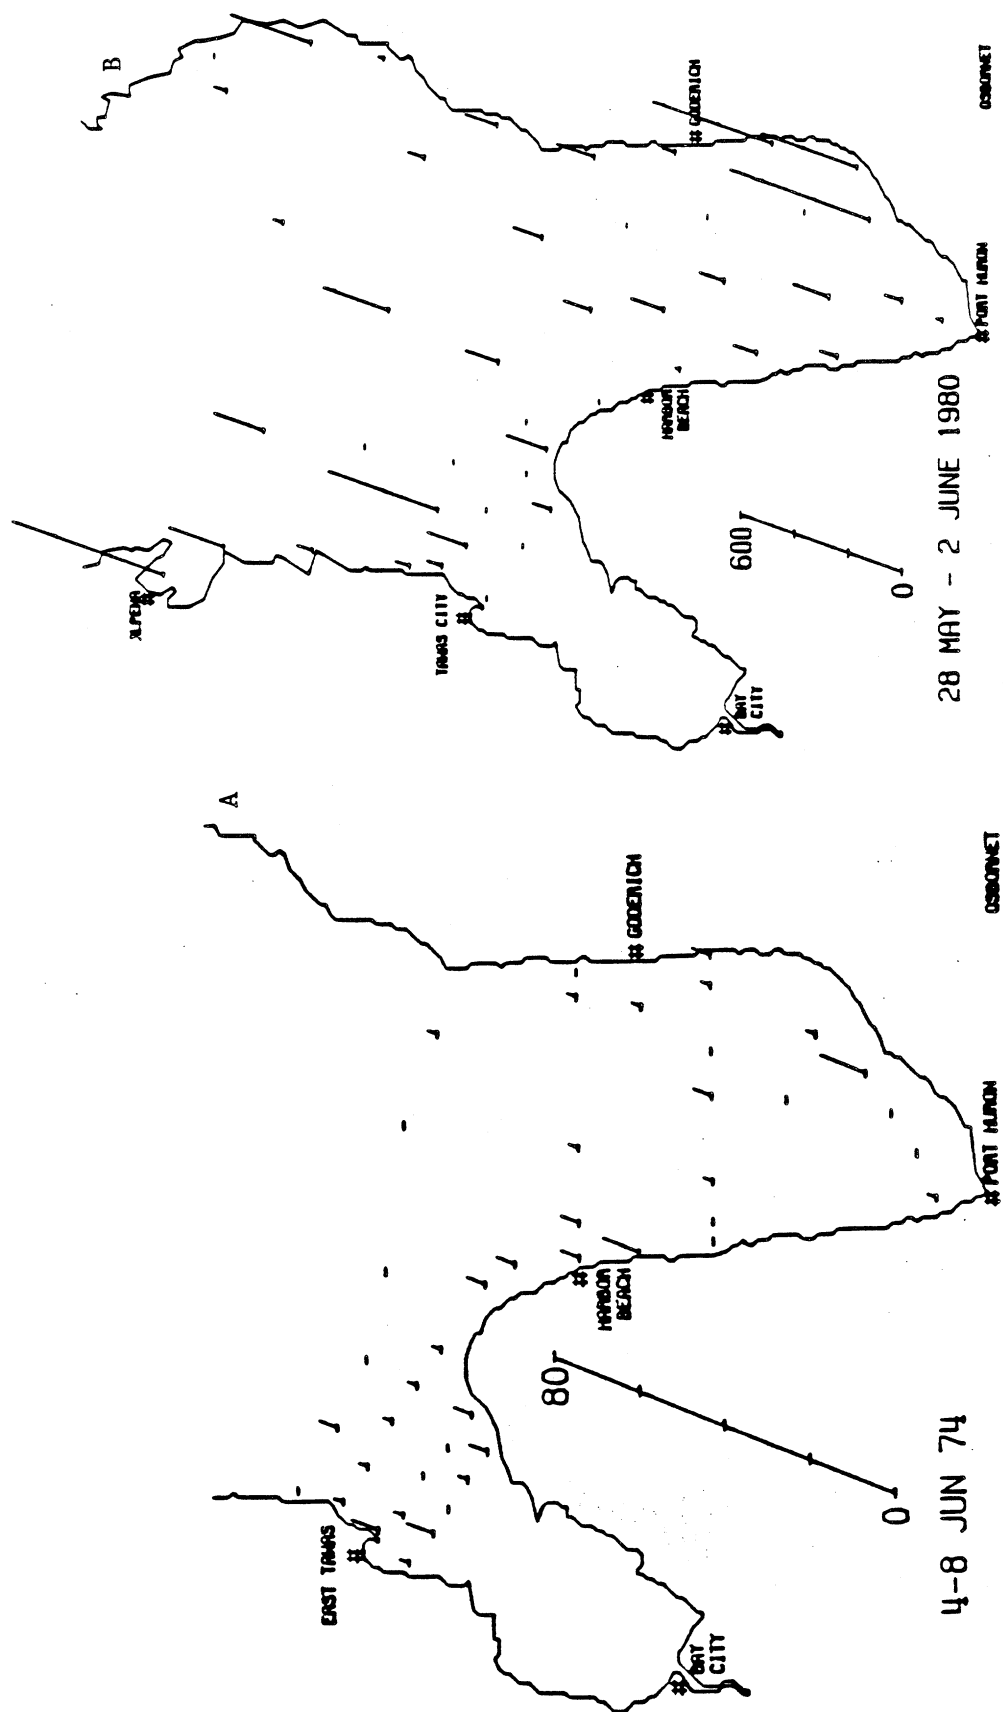 B
ALPENA
#
TAWAS CITY
#
#
BAY
CITY
#
HARBOR
BEACH
# GODERICH
# PORT HURON
600
0
28 MAY - 2 JUNE 1980
OSBORNET
A
EAST TAWAS
#
#
BAY
CITY
#
HARBOR
BEACH
# GODERICH
# PORT HURON
80
0
4-8 JUN 74
OSBORNET